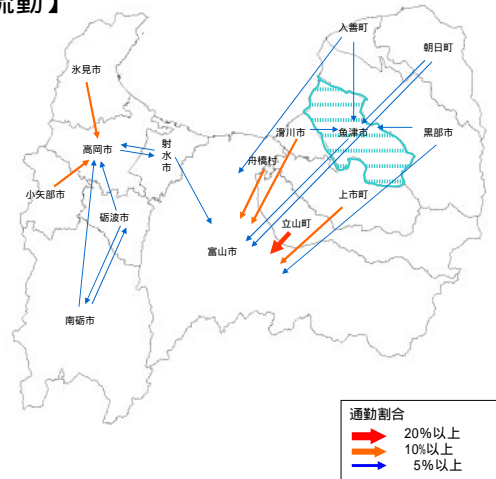 流動】
入善町
朝日町
氷見市
滑川市
魚津市
黒部市
高岡市
射水市
舟橋村
小矢部市
上市町
砺波市
立山町
富山市
南砺市
通勤割合
20%以上
10%以上
5%以上